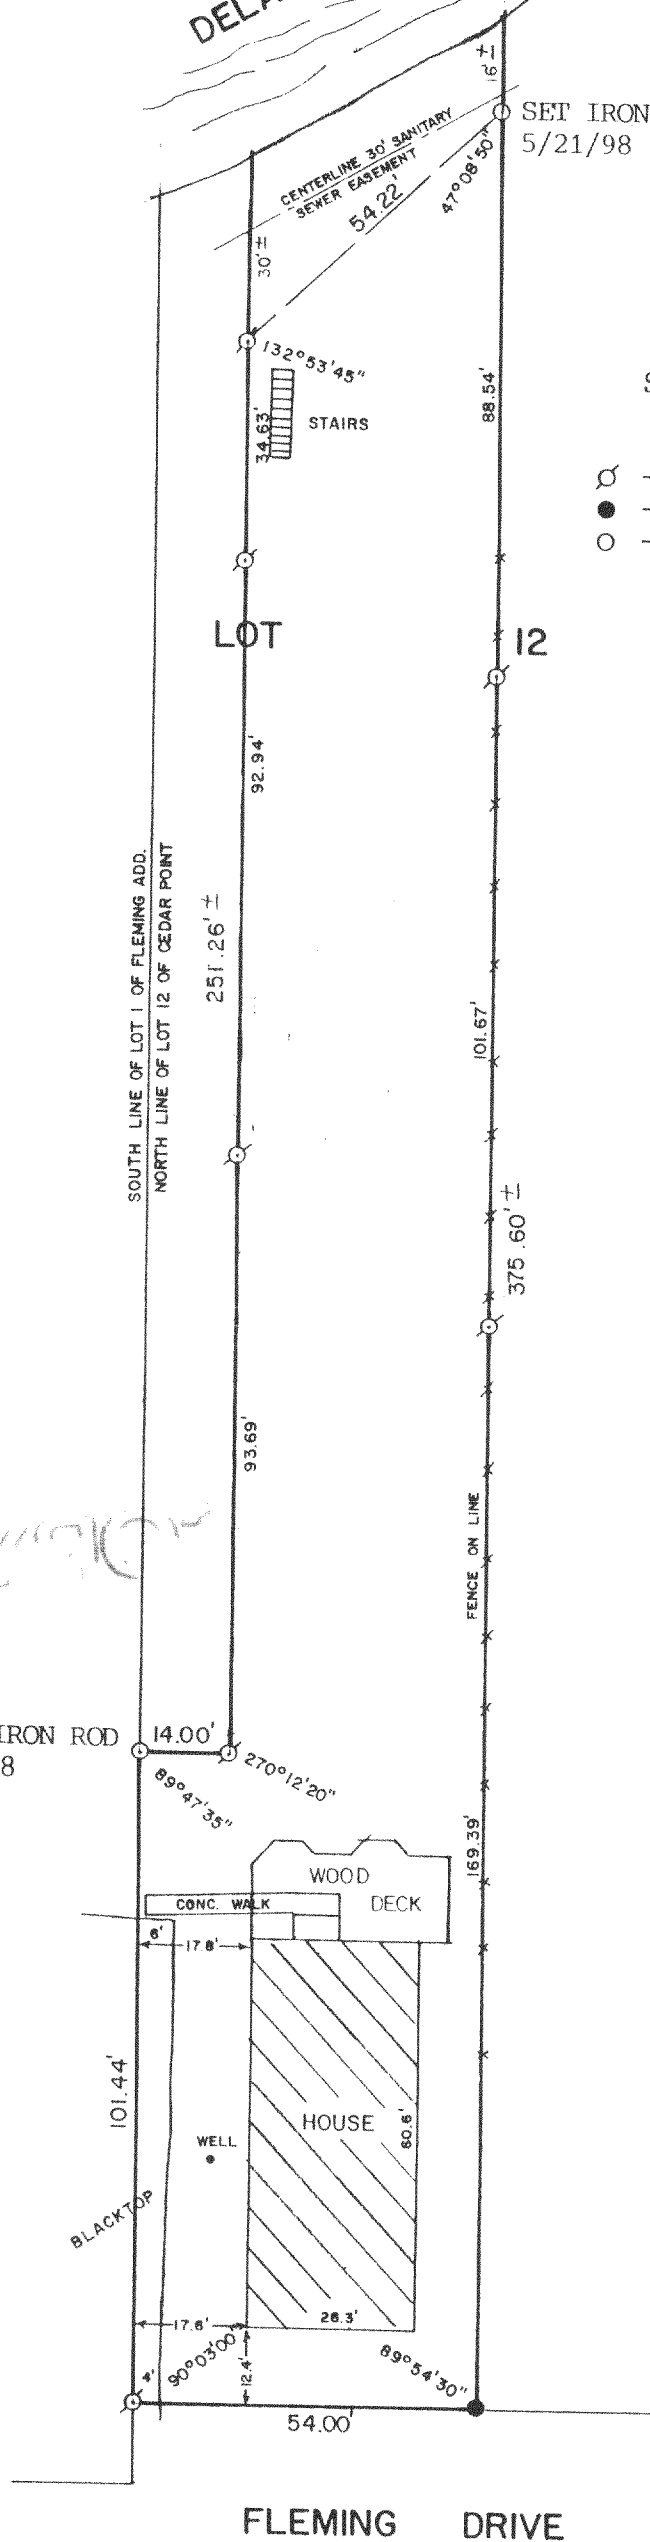 DELA
16' ±
SET IRON
5/21/98
CENTERLINE 30' SANITARY
SEWER EASEMENT
54.22'
47°08'50"
30' ±
132°53'45"
34.63'
STAIRS
88.54'
LOT 12
92.94'
SOUTH LINE OF LOT 1 OF FLEMING ADD.
NORTH LINE OF LOT 12 OF CEDAR POINT
251.26' ±
101.67'
375.60' ±
93.69'
FENCE ON LINE
IRON ROD
8
14.00'
270°12'20"
89°47'35"
169.39'
WOOD
DECK
CONC. WALK
6'
17.8'
101.44'
HOUSE
60.6'
WELL
BLACKTOP
17.6'
26.3'
4'
90°03'00"
12.4'
89°54'30"
54.00'
FLEMING DRIVE